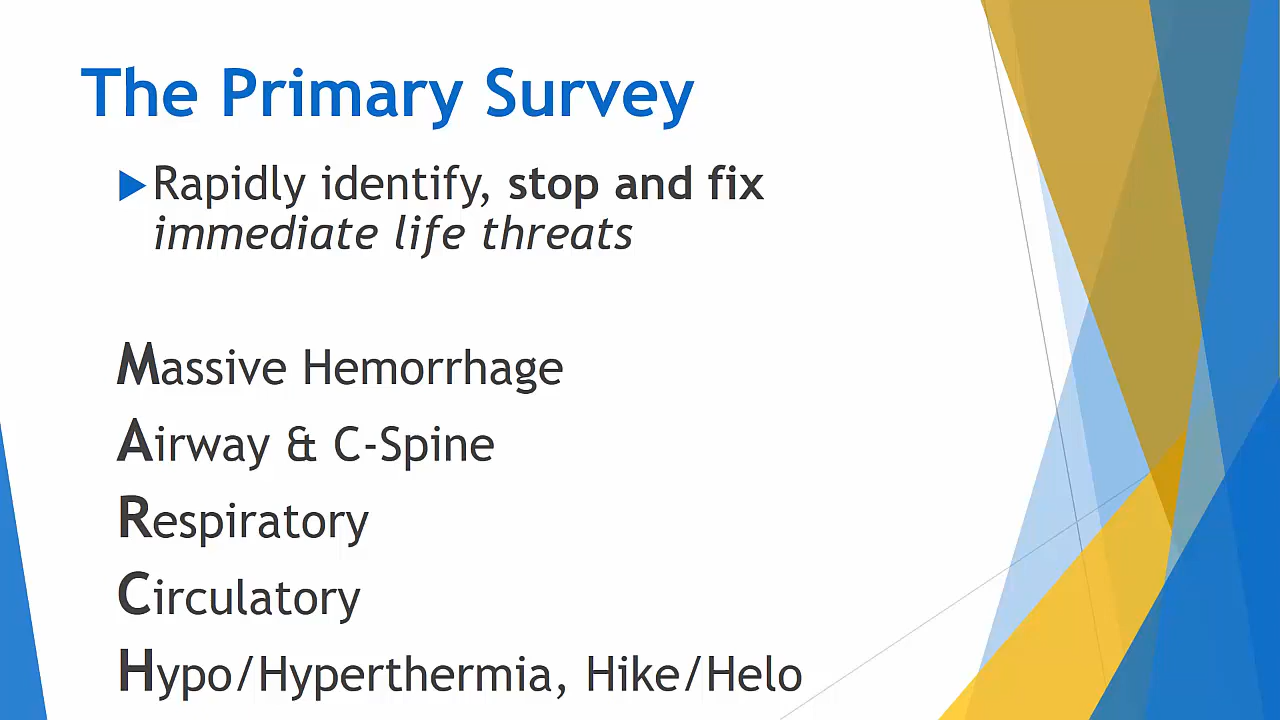 The Primary Survey
Rapidly identify, stop and fix
immediate life threats
Massive Hemorrhage
Airway & C-Spine
Respiratory
Circulatory
Hypo/Hyperthermia, Hike/Helo